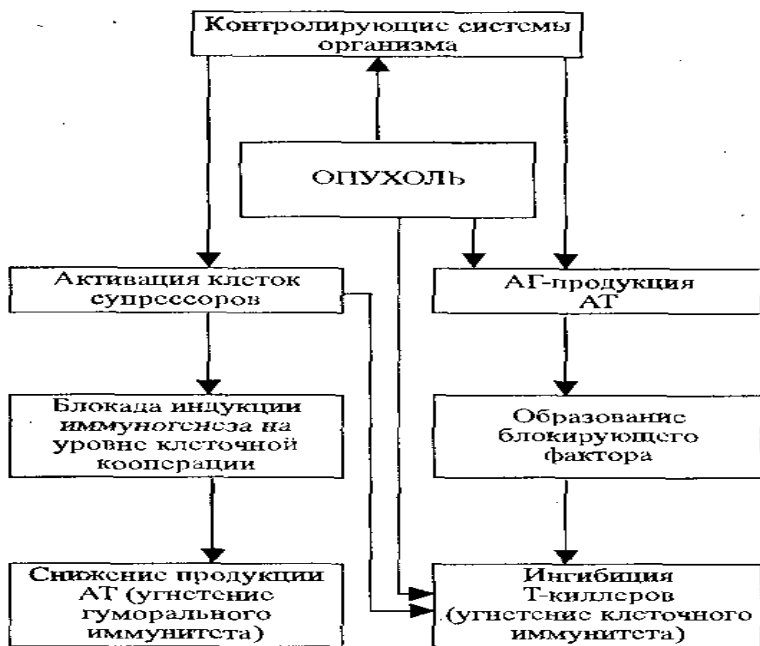 Контролирующие системы
организма
ОПУХОЛЬ
Активация клеток
супрессоров
АГ-продукция
АТ
Блокада индукции
иммуногенеза на
уровне клеточной
кооперации
Образование
блокирующего
фактора
Снижение продукции
АТ (угнетение
гуморального
иммунитета)
Ингибиция
Т-киллеров
(угнетение клеточного
иммунитета)